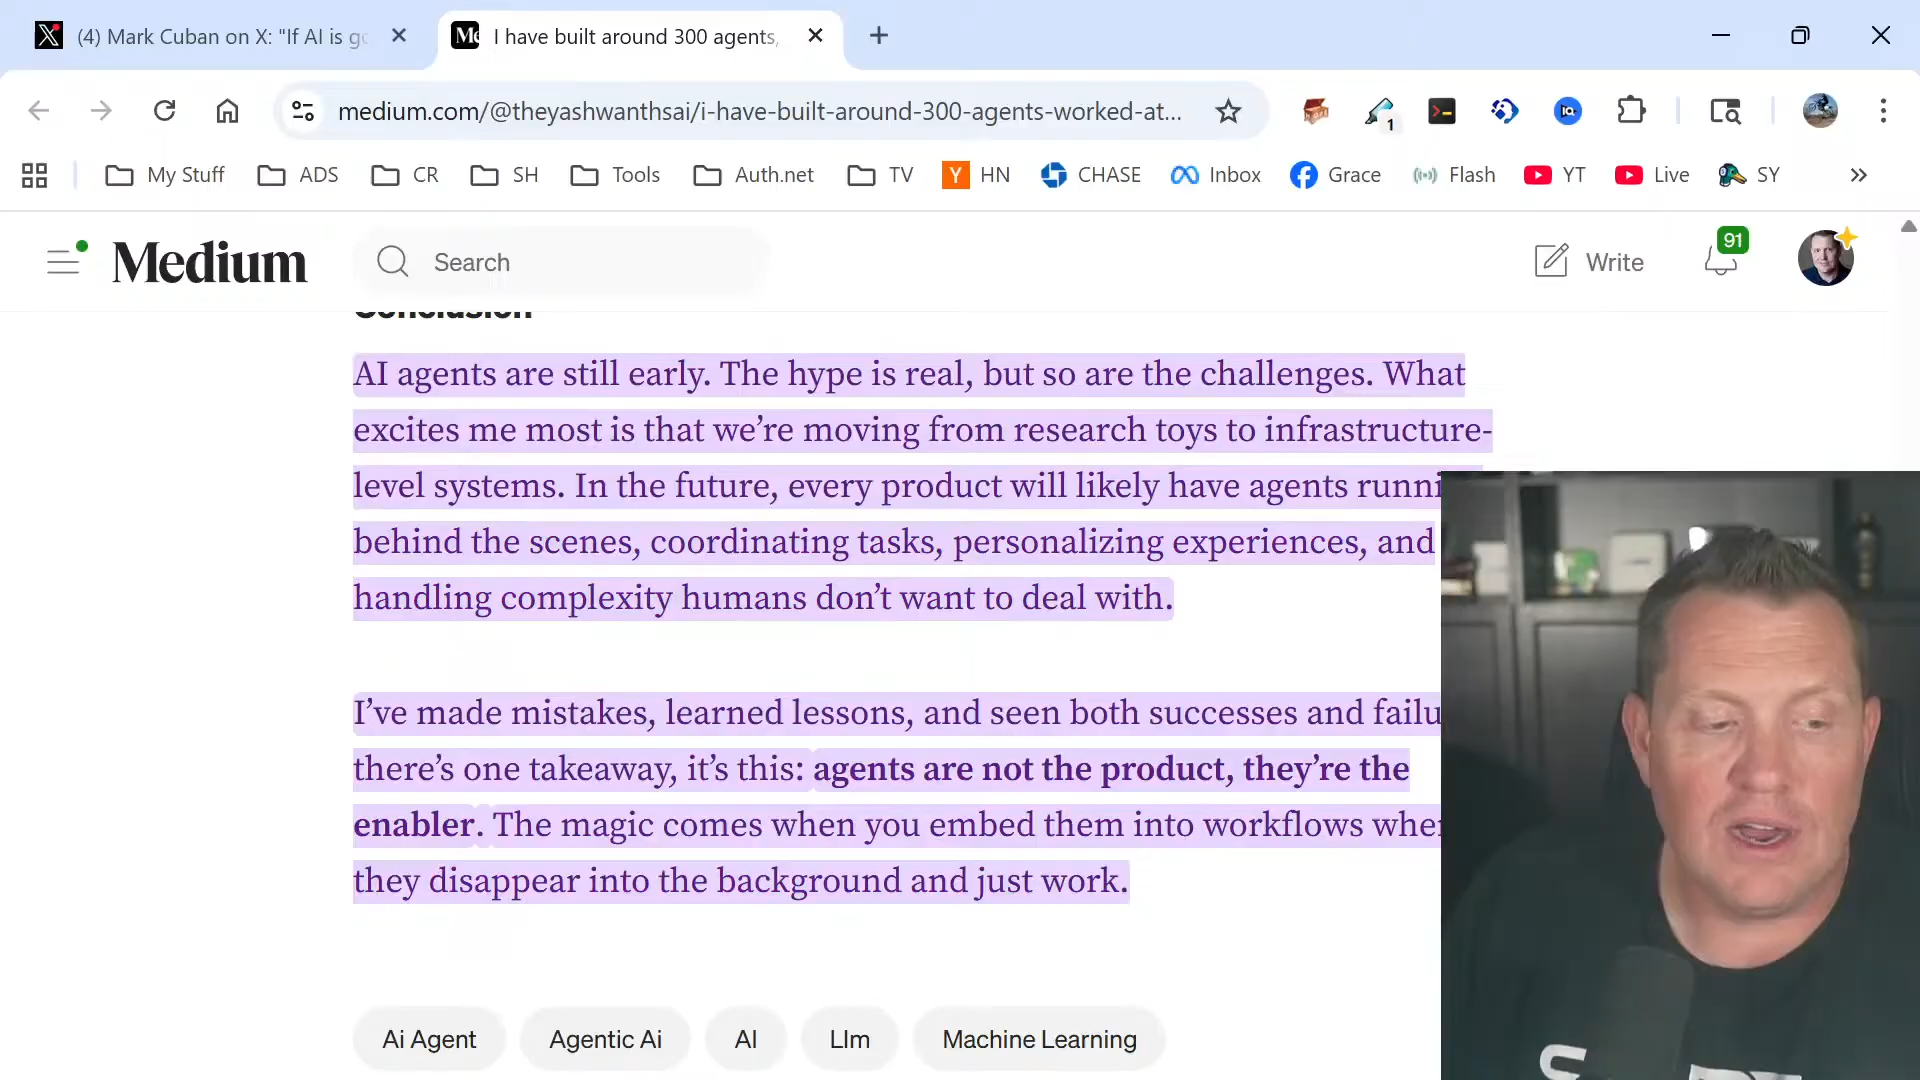 (4) Mark Cuban on X: "If AI is go
I have built around 300 agents,
medium.com/@theyashwanthsai/i-have-built-around-300-agents-worked-at...
1
My Stuff
ADS
CR
SH
Tools
Auth.net
TV
HN
CHASE
Inbox
Grace
Flash
YT
Live
SY
Medium
Search
Write
91
Conclusion
AI agents are still early. The hype is real, but so are the challenges. What
excites me most is that we're moving from research toys to infrastructure-
level systems. In the future, every product will likely have agents runni
behind the scenes, coordinating tasks, personalizing experiences, and
handling complexity humans don't want to deal with.
I've made mistakes, learned lessons, and seen both successes and failu
there's one takeaway, it's this: agents are not the product, they're the
enabler. The magic comes when you embed them into workflows wher
they disappear into the background and just work.
Ai Agent
Agentic Ai
AI
Llm
Machine Learning